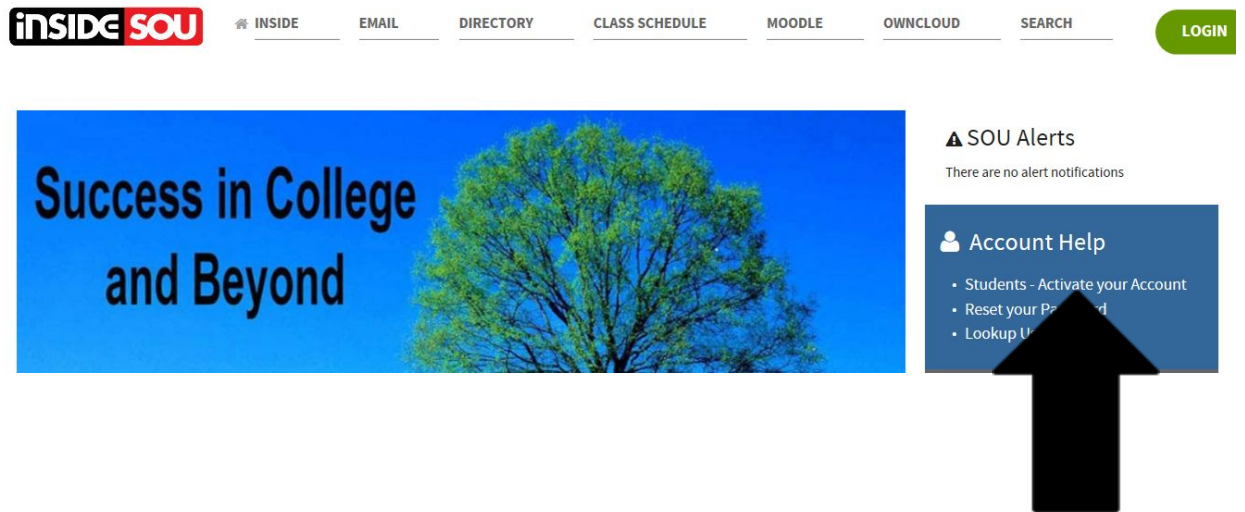 inSIDE SOU
INSIDE EMAIL DIRECTORY CLASS SCHEDULE MOODLE OWNCLOUD SEARCH LOGIN
Success in College
and Beyond
SOU Alerts
There are no alert notifications
Account Help
• Students - Activate your Account
• Reset your
• Lookup